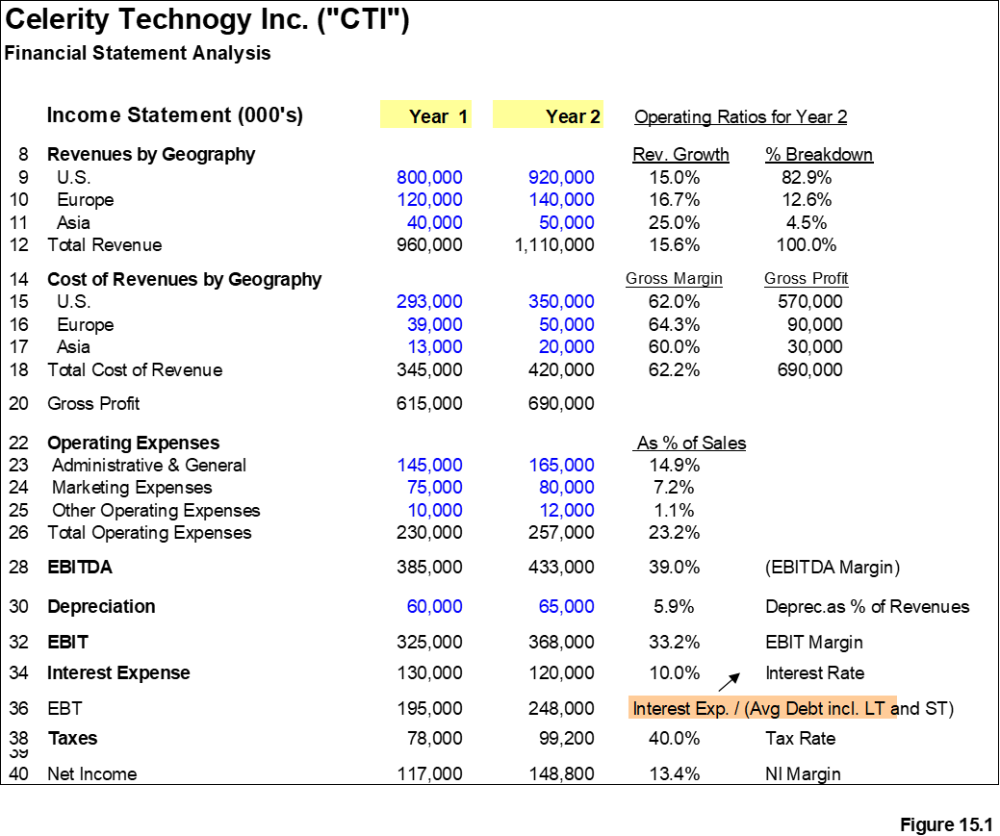 Celerity Technogy Inc. ("CTI")
Financial Statement Analysis
Income Statement (000's) Year 1 Year 2 Operating Ratios for Year 2
8 Revenues by Geography Rev. Growth % Breakdown
9 U.S. 800,000 920,000 15.0% 82.9%
10 Europe 120,000 140,000 16.7% 12.6%
11 Asia 40,000 50,000 25.0% 4.5%
12 Total Revenue 960,000 1,110,000 15.6% 100.0%
14 Cost of Revenues by Geography Gross Margin Gross Profit
15 U.S. 293,000 350,000 62.0% 570,000
16 Europe 39,000 50,000 64.3% 90,000
17 Asia 13,000 20,000 60.0% 30,000
18 Total Cost of Revenue 345,000 420,000 62.2% 690,000
20 Gross Profit 615,000 690,000
22 Operating Expenses As % of Sales
23 Administrative & General 145,000 165,000 14.9%
24 Marketing Expenses 75,000 80,000 7.2%
25 Other Operating Expenses 10,000 12,000 1.1%
26 Total Operating Expenses 230,000 257,000 23.2%
28 EBITDA 385,000 433,000 39.0% (EBITDA Margin)
30 Depreciation 60,000 65,000 5.9% Deprec.as % of Revenues
32 EBIT 325,000 368,000 33.2% EBIT Margin
34 Interest Expense 130,000 120,000 10.0% Interest Rate
36 EBT 195,000 248,000 Interest Exp. / (Avg Debt incl. LT and ST)
38 Taxes 78,000 99,200 40.0% Tax Rate
39
40 Net Income 117,000 148,800 13.4% NI Margin
Figure 15.1